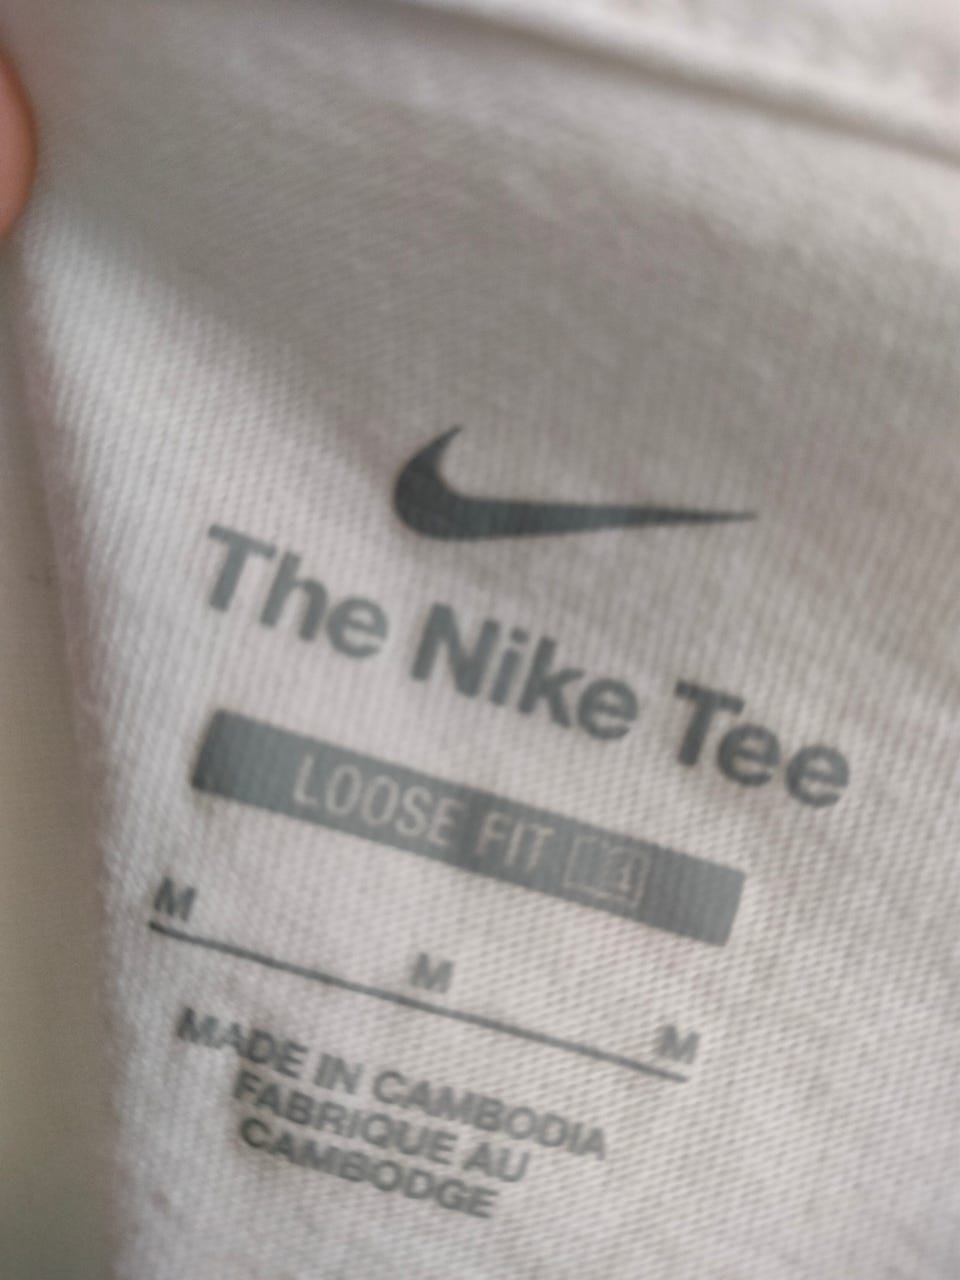 The Nike Tee
LOOSE FIT
M M M
MADE IN CAMBODIA
FABRIQUE AU
CAMBODGE